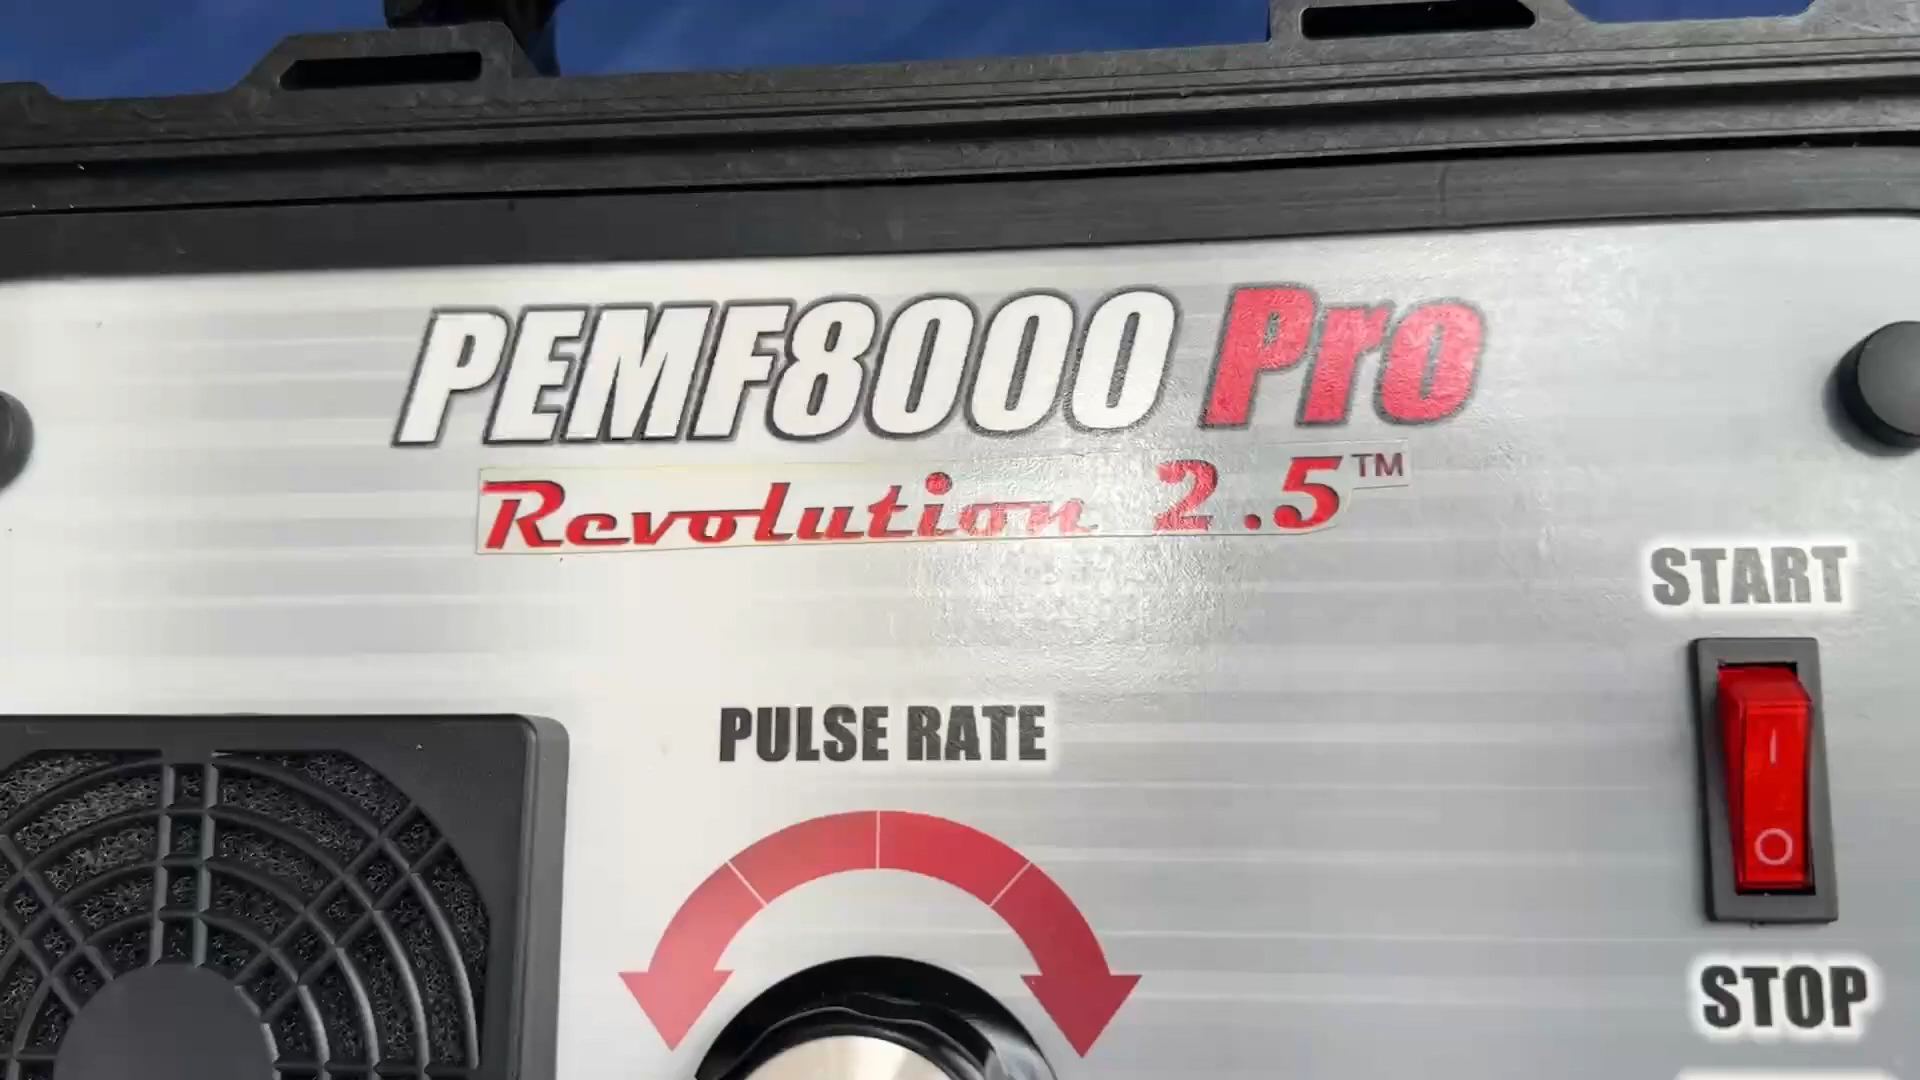 PEMF8000 Pro
Revolution 2.5™
START
PULSE RATE
STOP